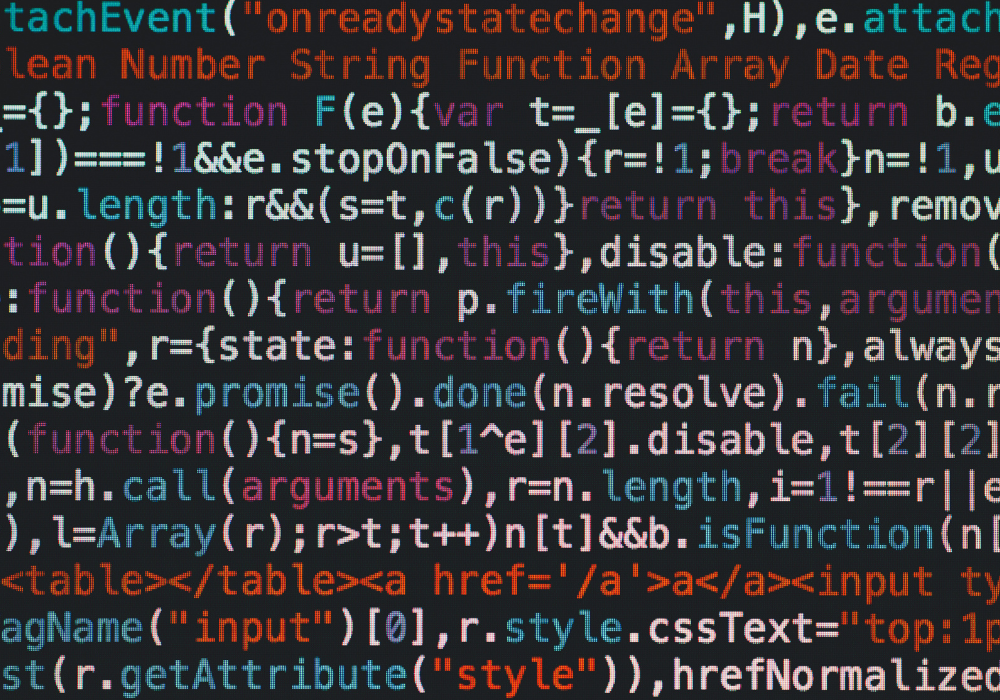 tachEvent("onreadystatechange",H),e.attach
lean Number String Function Array Date Reg
={};function F(e){var t=_[e]={};return b.e
1])===!1&&e.stopOnFalse){r=!1;break}n=!1,u
=u.length:r&&(s=t,c(r))}return this},remov
tion(){return u=[],this},disable:function(
:function(){return p.fireWith(this,argumen
ding",r={state:function(){return n},always
mise)?e.promise().done(n.resolve).fail(n.r
(function(){n=s},t[1^e][2].disable,t[2][2]
,n=h.call(arguments),r=n.length,i=1!==r||e
),l=Array(r);r>t;t++)n[t]&&b.isFunction(n[
<table></table><a href='/a'>a</a><input ty
agName("input")[0],r.style.cssText="top:1p
st(r.getAttribute("style")),hrefNormalized